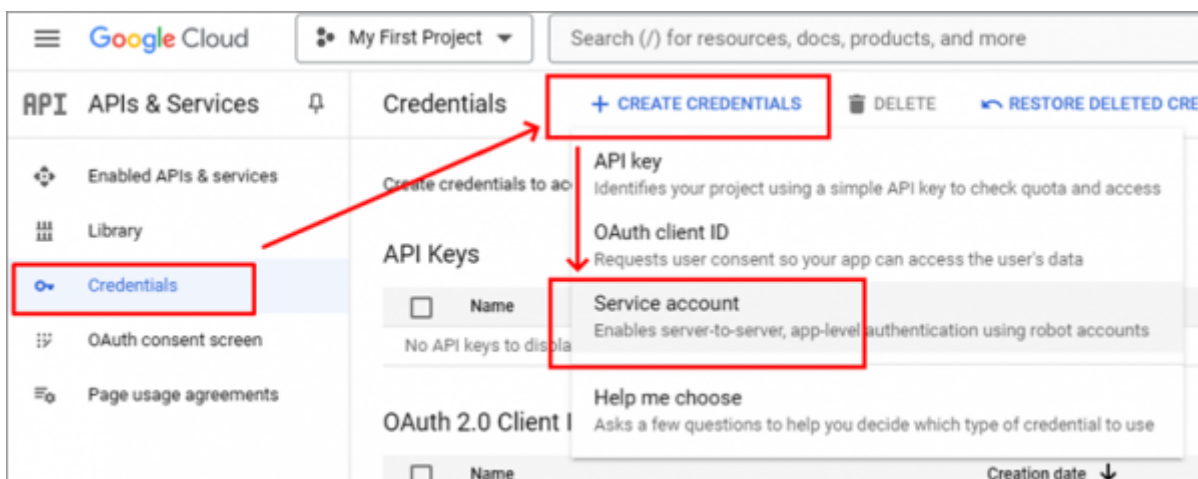 Google Cloud
My First Project
Search (/) for resources, docs, products, and more
API APIs & Services
Credentials
+ CREATE CREDENTIALS
DELETE
RESTORE DELETED CRE
Enabled APIs & services
Library
Credentials
OAuth consent screen
Page usage agreements
Create credentials to ac
API key
Identifies your project using a simple API key to check quota and access
OAuth client ID
Requests user consent so your app can access the user's data
Service account
Enables server-to-server, app-level authentication using robot accounts
Help me choose
Asks a few questions to help you decide which type of credential to use
API Keys
Name
No API keys to displa
OAuth 2.0 Client I
Name
Creation date